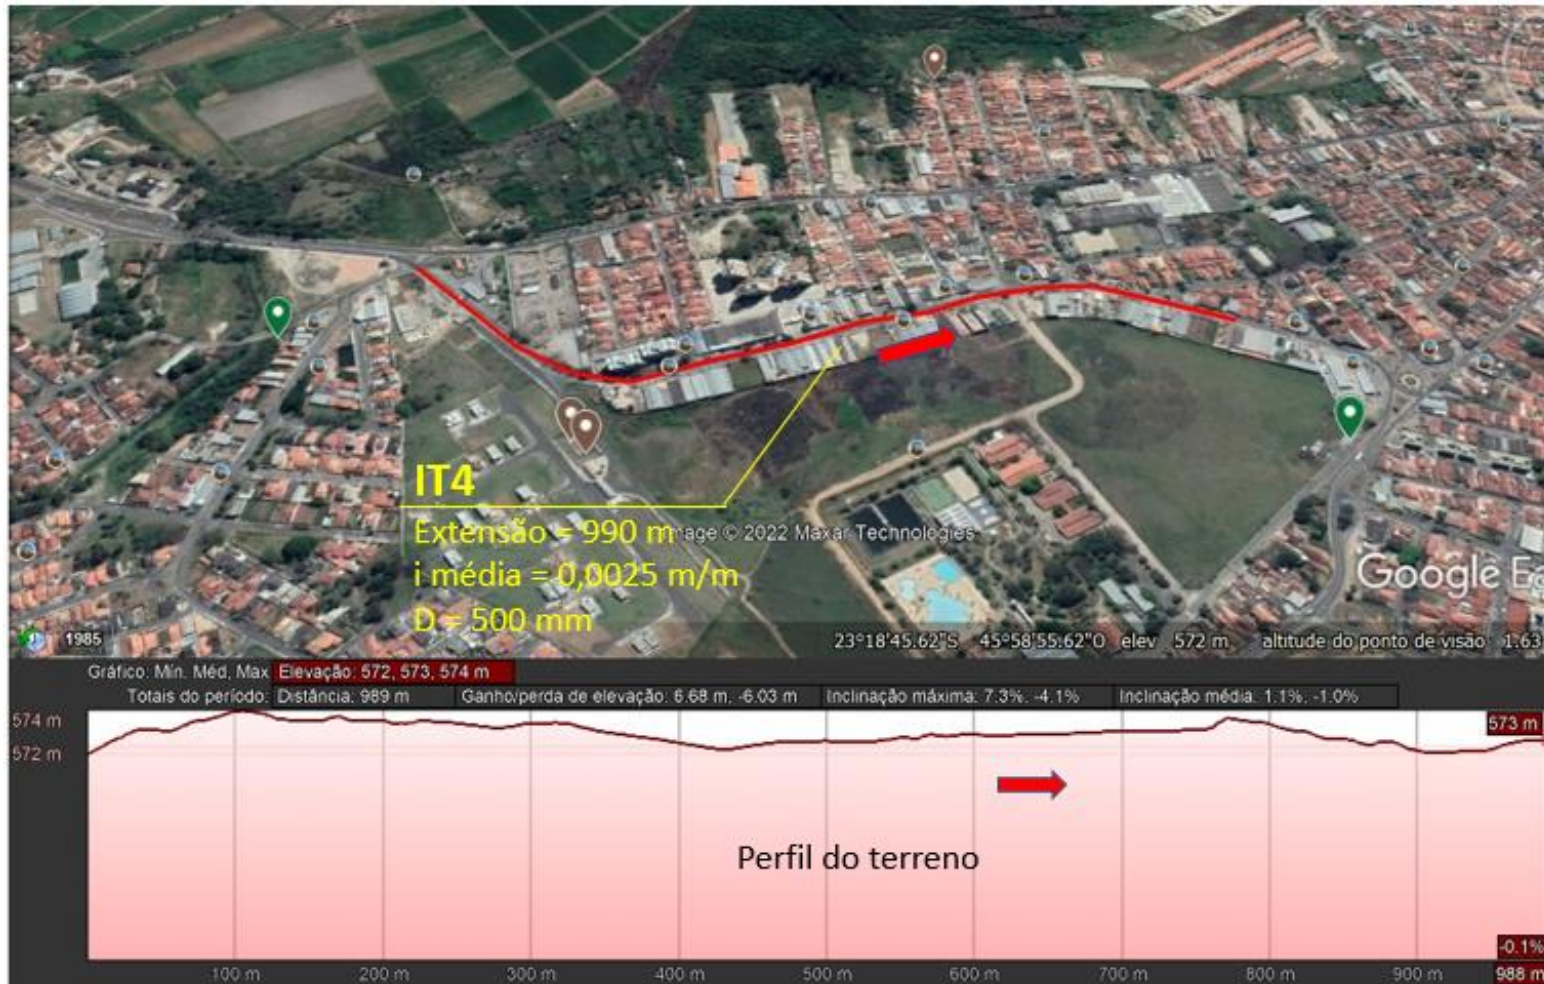 IT4
Extensão = 990 m
i média = 0,0025 m/m
D = 500 mm
mage © 2022 Maxar Technologies
Google E
1985
23°18'45.62"S 45°58'55.62"O elev 572 m altitude do ponto de visão 1.63
Gráfico: Mín. Méd, Max Elevação: 572, 573, 574 m
Totais do período: Distância: 989 m Ganho/perda de elevação: 6.68 m, -6.03 m Inclinação máxima: 7.3%, -4.1% Inclinação média: 1.1%, -1.0%
574 m
573 m
572 m
Perfil do terreno
-0.1%
100 m 200 m 300 m 400 m 500 m 600 m 700 m 800 m 900 m 988 m